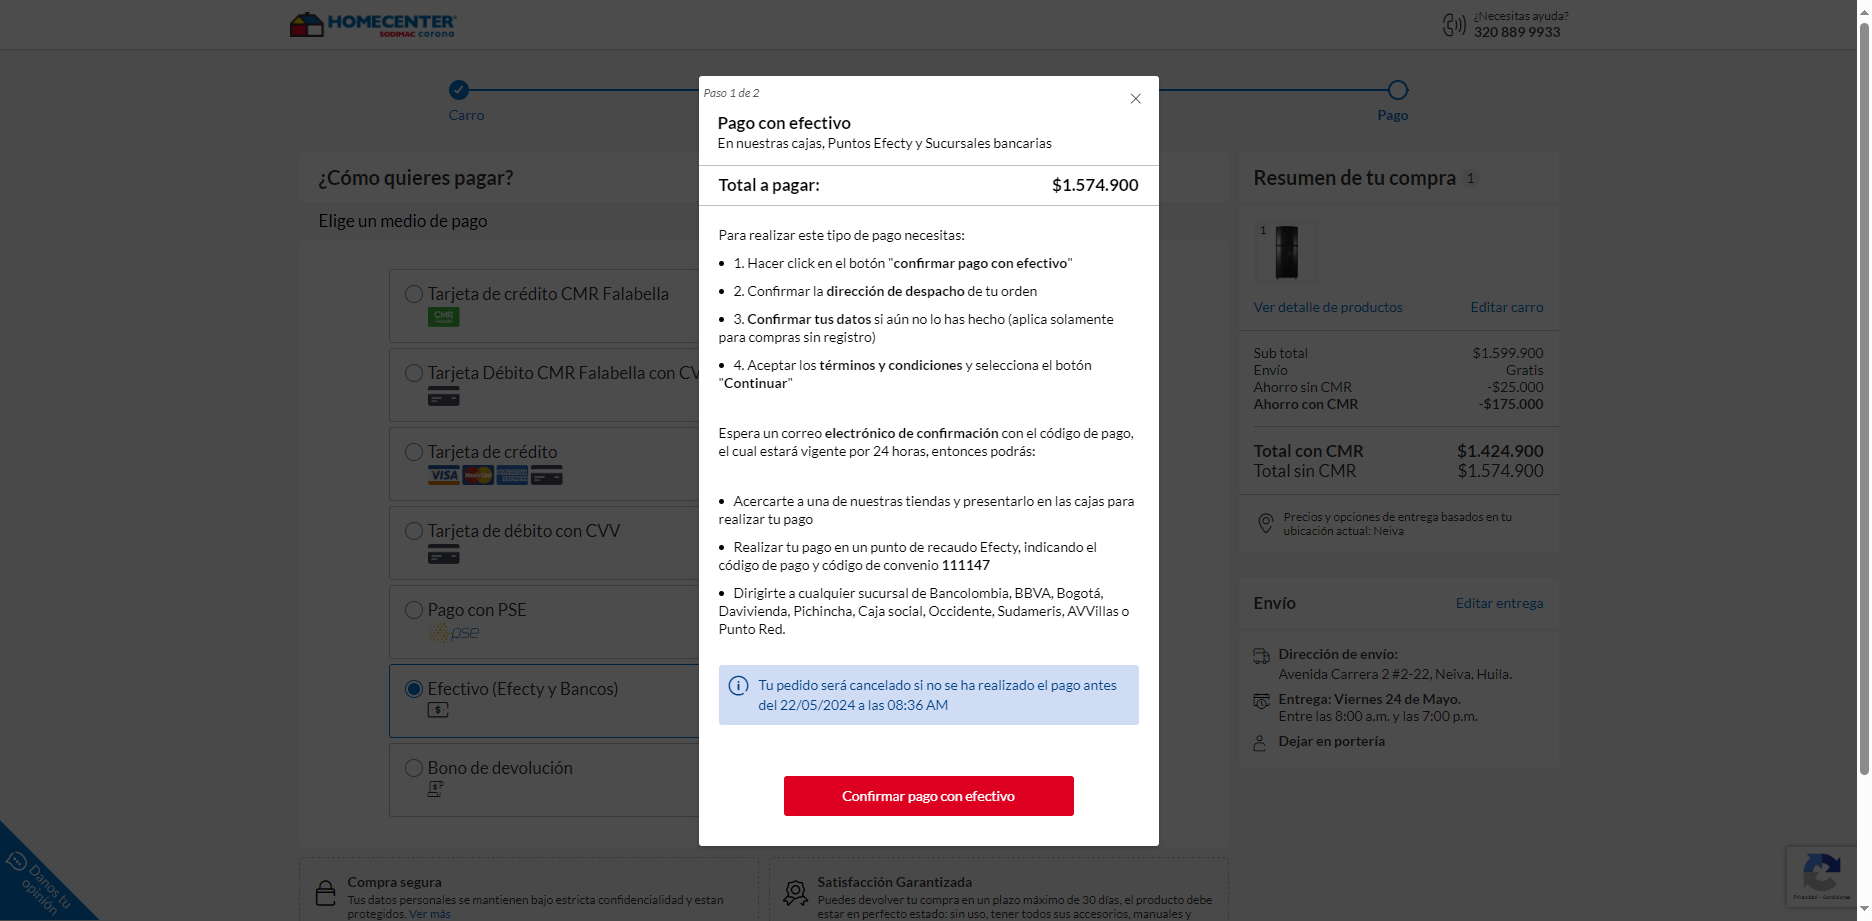 HOMECENTER
SODIMAC corona
¿Necesitas ayuda?
320 889 9933
Carro
Pago
¿Cómo quieres pagar?
Elige un medio de pago
Tarjeta de crédito CMR Falabella
CMR
Tarjeta Débito CMR Falabella con CV
Tarjeta de crédito
VISA
Tarjeta de débito con CVV
Pago con PSE
pse
Efectivo (Efecty y Bancos)
Bono de devolución
Paso 1 de 2
Pago con efectivo
En nuestras cajas, Puntos Efecty y Sucursales bancarias
Total a pagar: $1.574.900
Para realizar este tipo de pago necesitas:
• 1. Hacer click en el botón "confirmar pago con efectivo"
• 2. Confirmar la dirección de despacho de tu orden
• 3. Confirmar tus datos si aún no lo has hecho (aplica solamente
para compras sin registro)
• 4. Aceptar los términos y condiciones y selecciona el botón
"Continuar"
Espera un correo electrónico de confirmación con el código de pago,
el cual estará vigente por 24 horas, entonces podrás:
• Acercarte a una de nuestras tiendas y presentarlo en las cajas para
realizar tu pago
• Realizar tu pago en un punto de recaudo Efecty, indicando el
código de pago y código de convenio 111147
• Dirigirte a cualquier sucursal de Bancolombia, BBVA, Bogotá,
Davivienda, Pichincha, Caja social, Occidente, Sudameris, AVVillas o
Punto Red.
Tu pedido será cancelado si no se ha realizado el pago antes
del 22/05/2024 a las 08:36 AM
Confirmar pago con efectivo
Resumen de tu compra 1
1
Ver detalle de productos Editar carro
Sub total $1.599.900
Envío Gratis
Ahorro sin CMR -$25.000
Ahorro con CMR -$175.000
Total con CMR $1.424.900
Total sin CMR $1.574.900
Precios y opciones de entrega basados en tu
ubicación actual: Neiva
Envío Editar entrega
Dirección de envío:
Avenida Carrera 2 #2-22, Neiva, Huila.
Entrega: Viernes 24 de Mayo.
Entre las 8:00 a.m. y las 7:00 p.m.
Dejar en portería
Danos tu
opinión
Compra segura
Tus datos personales se mantienen bajo estricta confidencialidad y estan
protegidos. Ver más
Satisfacción Garantizada
Puedes devolver tu compra en un plazo máximo de 30 días, el producto debe
estar en perfecto estado: sin uso, tener todos sus accesorios, manuales y
Privacidad - Condiciones